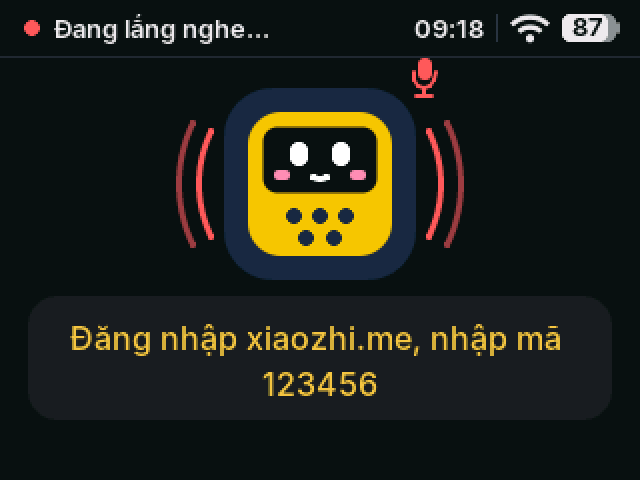 Đang lắng nghe...
09:18
87
Đăng nhập xiaozhi.me, nhập mã
123456